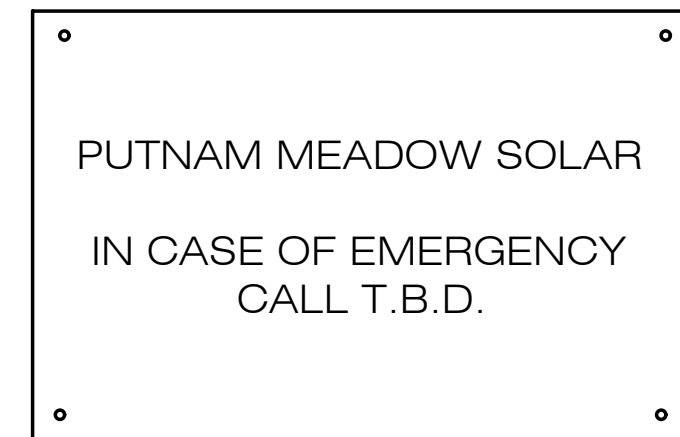 PUTNAM MEADOW SOLAR
IN CASE OF EMERGENCY
CALL T.B.D.